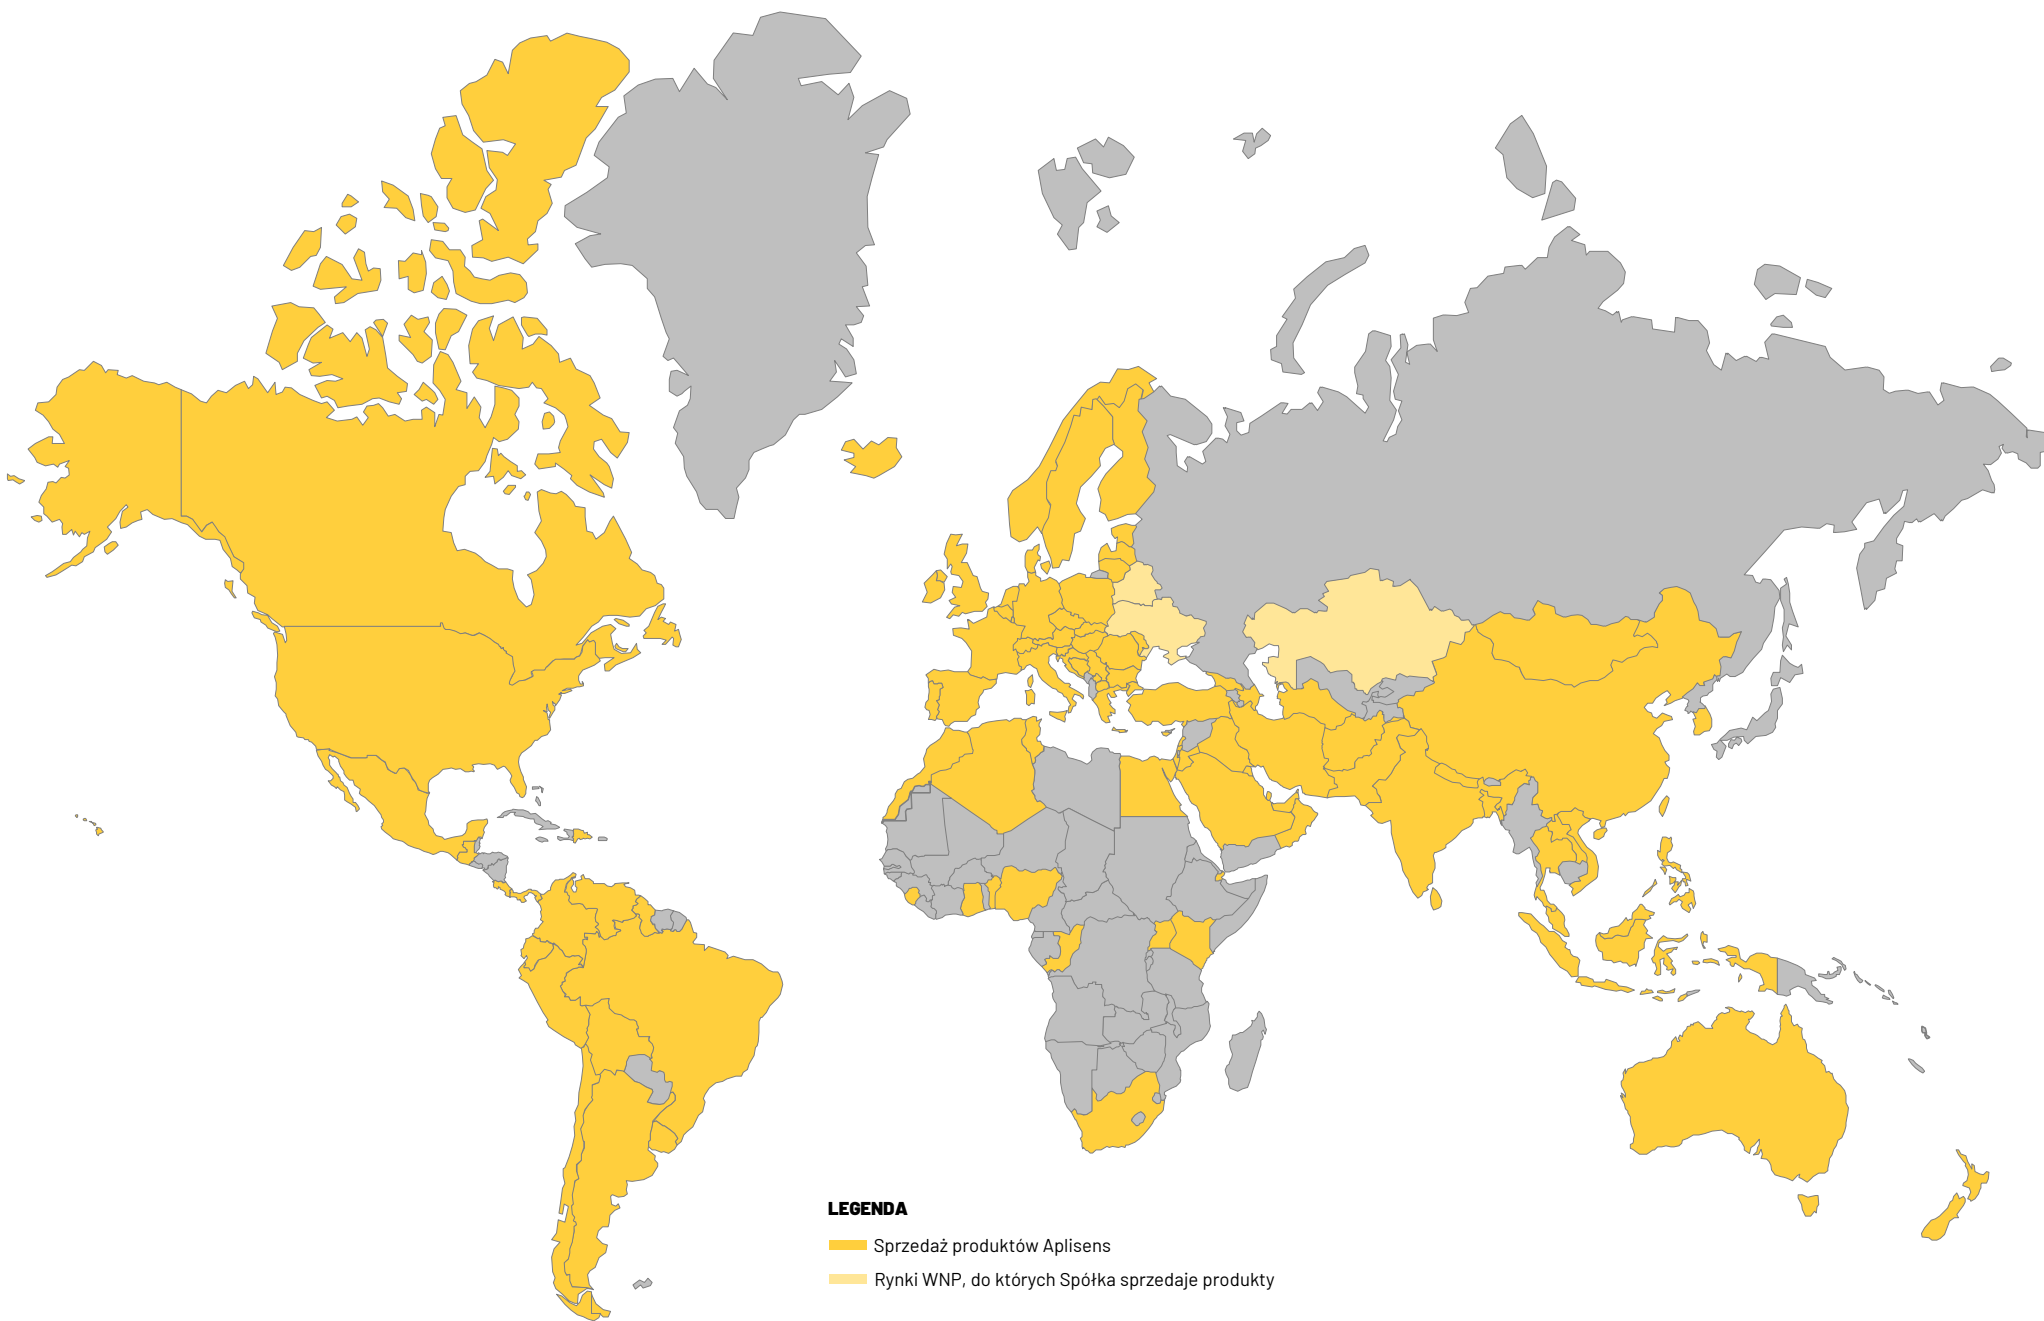 LEGENDA
Sprzedaż produktów Aplisens
Rynki WNP, do których Spółka sprzedaje produkty